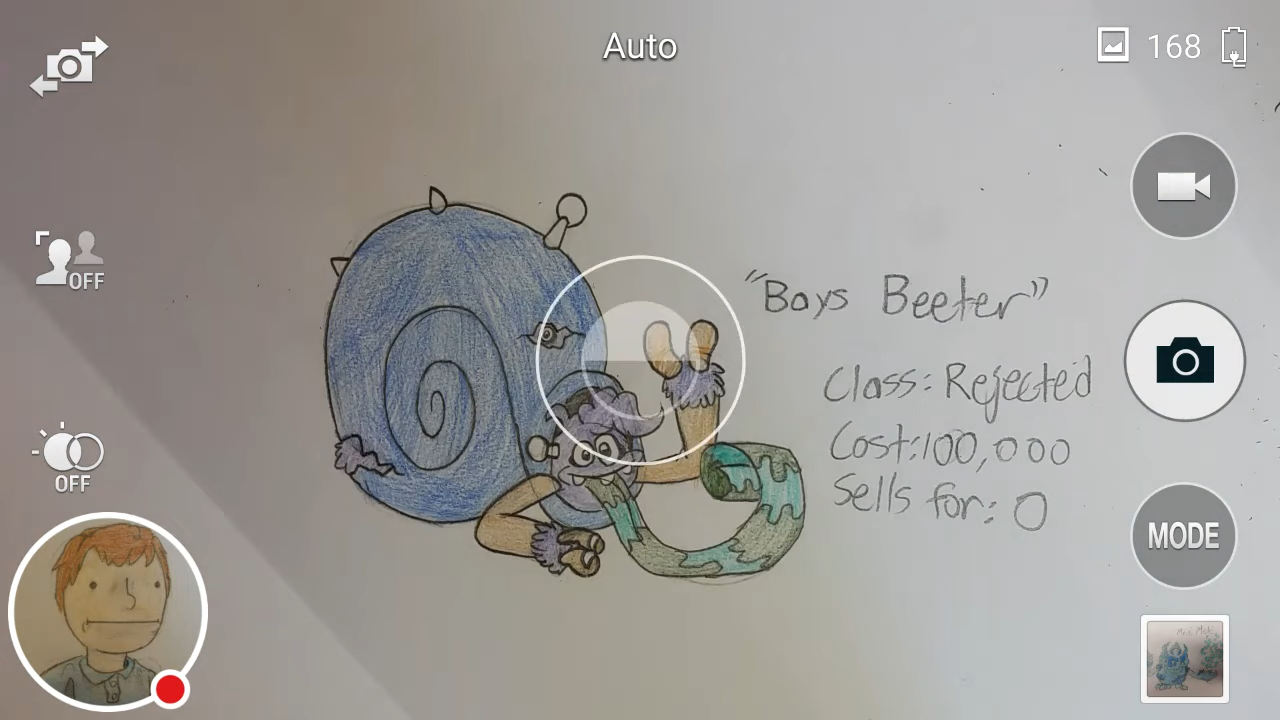 Auto
168
OFF
OFF
MODE
"Boys Beeter"
Class: Rejected
Cost: 100,000
Sells for: 0